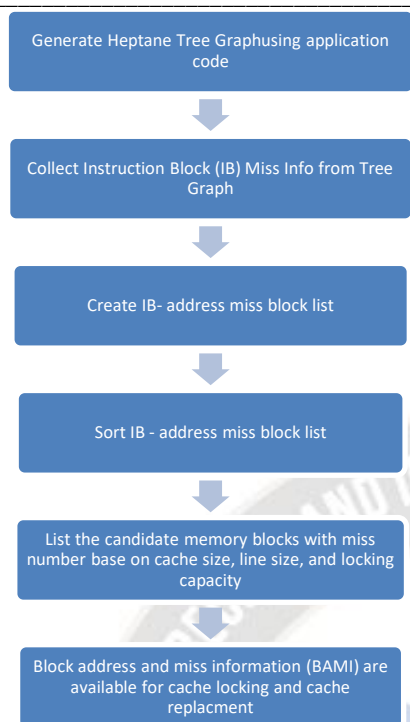 Generate Heptane Tree Graphusing application
code
Collect Instruction Block (IB) Miss Info from Tree
Graph
Create IB- address miss block list
Sort IB - address miss block list
List the candidate memory blocks with miss
number base on cache size, line size, and locking
capacity
Block address and miss information (BAMI) are
available for cache locking and cache
replacment